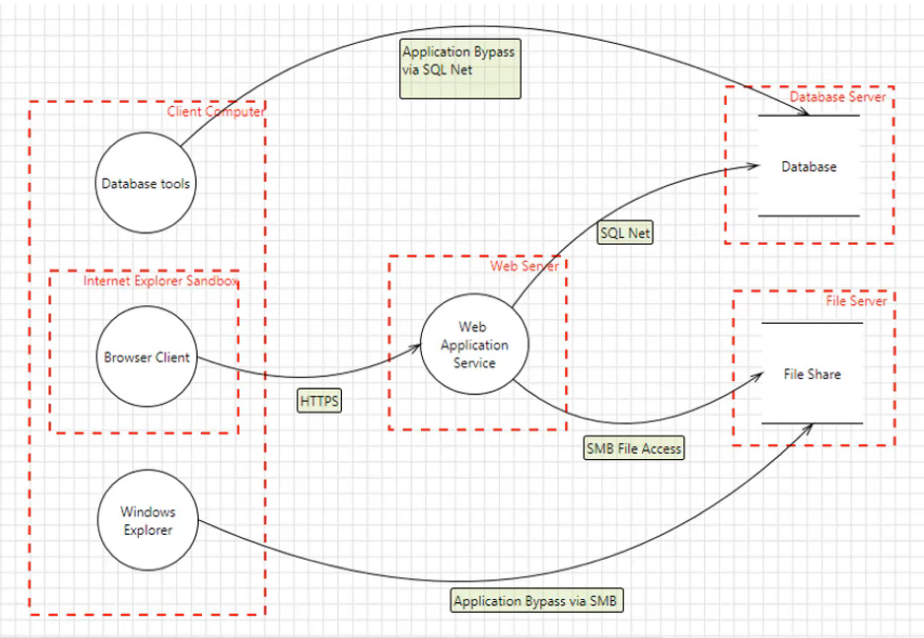 Application Bypass
via SQL Net
Database Server
Client Computer
Database tools
Database
SQL Net
Web Server
Internet Explorer Sandbox
File Server
Web
Application
Service
Browser Client
File Share
HTTPS
SMB File Access
Windows
Explorer
Application Bypass via SMB